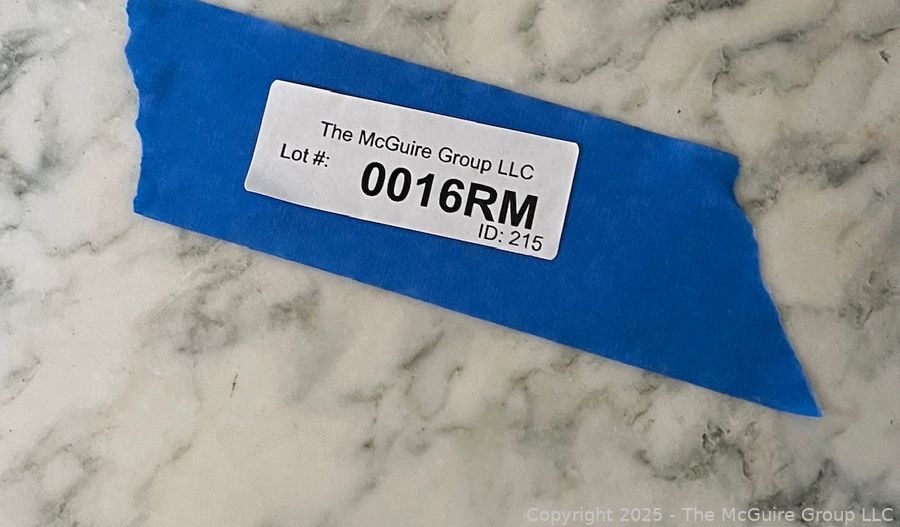 The McGuire Group LLC
Lot #:
0016RM
ID: 215
Copyright 2025 - The McGuire Group LLC